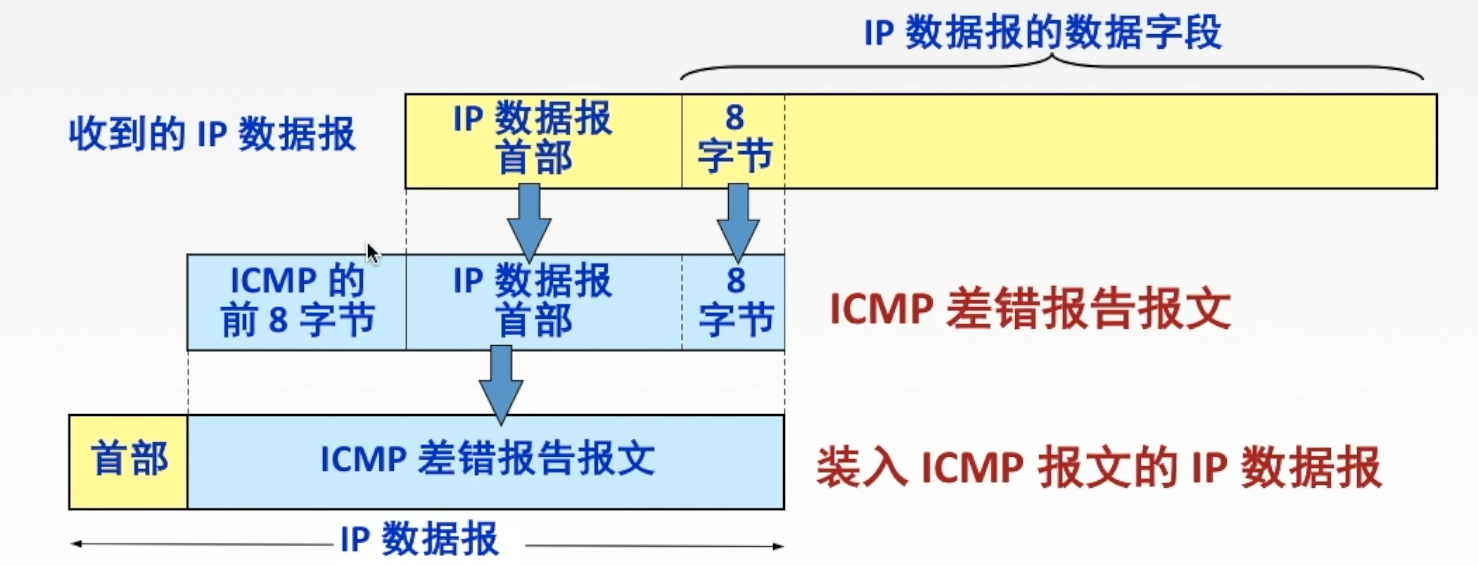 IP 数据报的数据字段
收到的 IP 数据报
IP 数据报
首部
8
字节
ICMP 的
前 8 字节
IP 数据报
首部
8
字节
ICMP 差错报告报文
首部
ICMP 差错报告报文
装入 ICMP 报文的 IP 数据报
IP 数据报